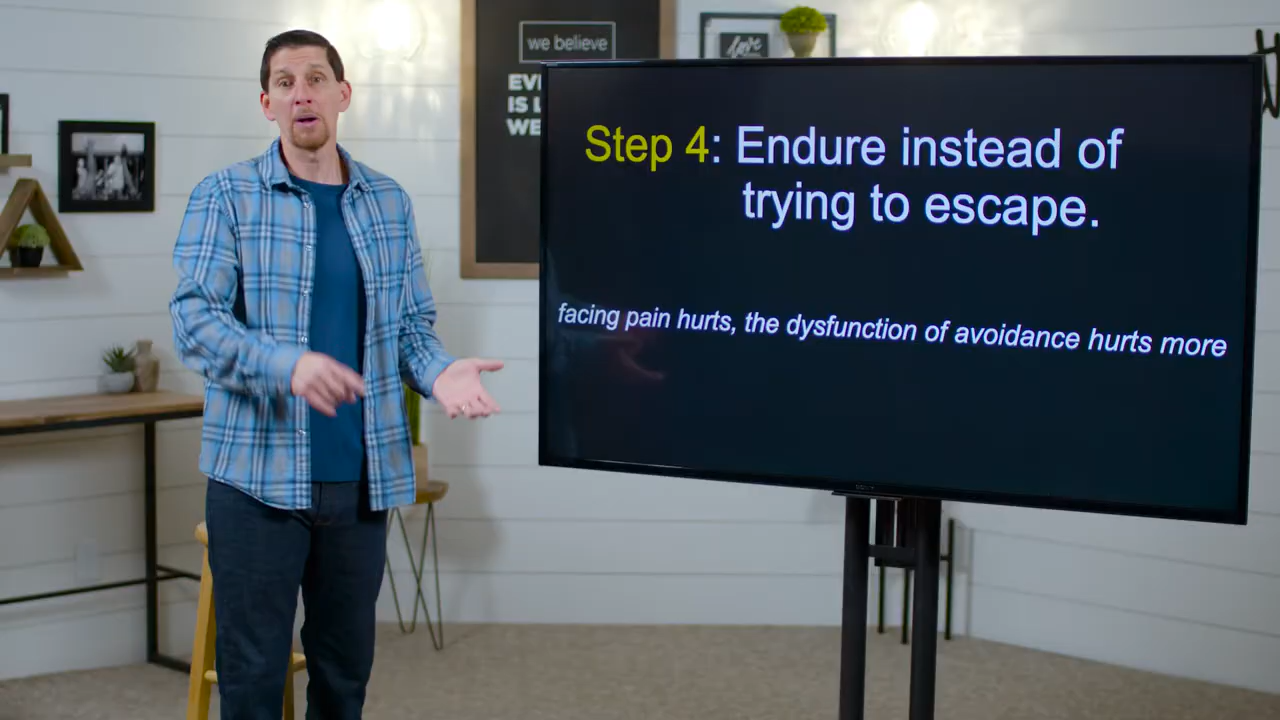 we believe
IS
WE
love
Step 4: Endure instead of
trying to escape.
facing pain hurts, the dysfunction of avoidance hurts more